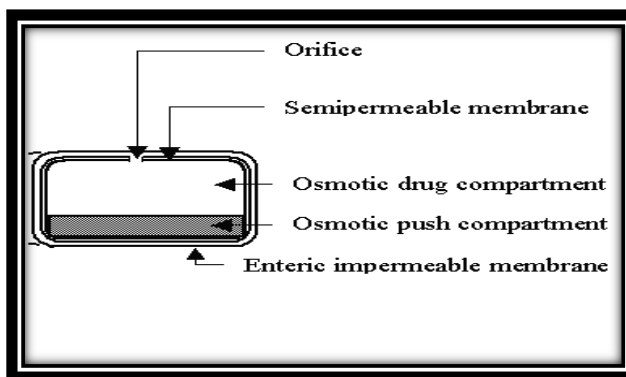 Orifice
Semipermeable membrane
Osmotic drug compartment
Osmotic push compartment
Enteric impermeable membrane